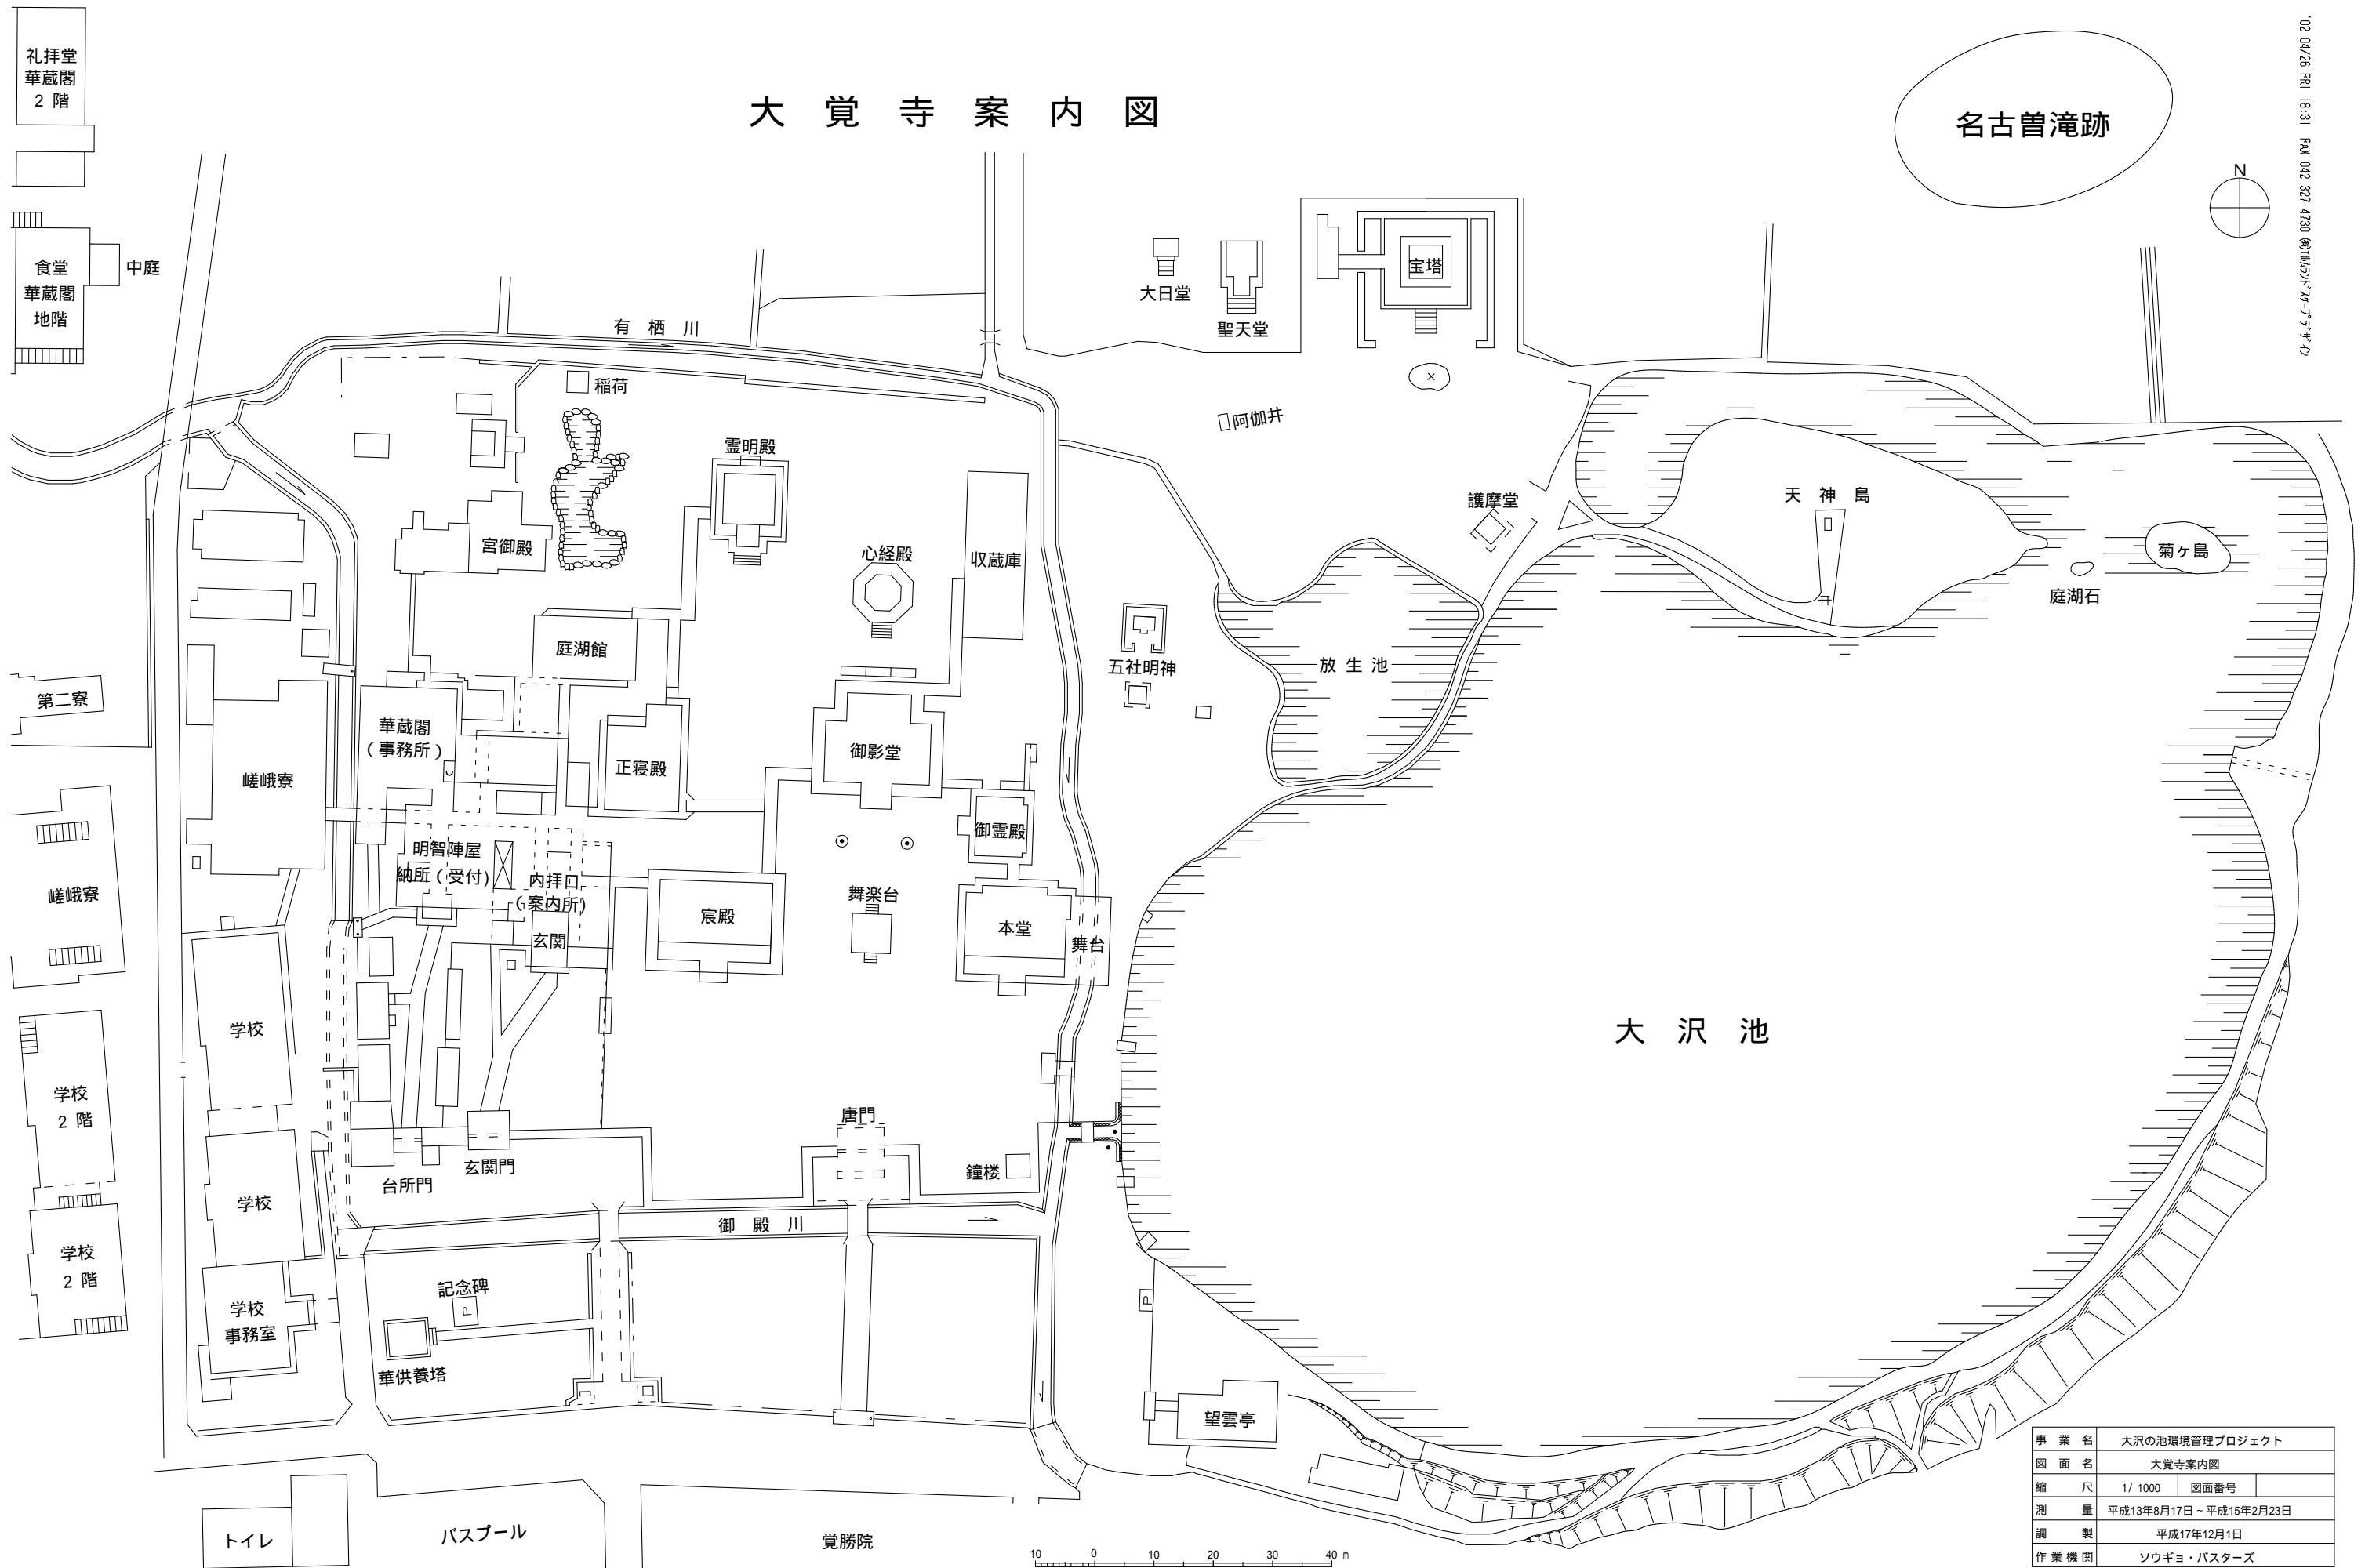 大覚寺案内図
礼拝堂
華蔵閣
2 階
名古曽滝跡
N
'02 04/26 FRI 18:31 FAX 042 327 4730
食堂
華蔵閣
地階
中庭
有栖川
大日堂
聖天堂
宝塔
稲荷
阿伽井
霊明殿
護摩堂
天神島
菊ヶ島
庭湖石
宮御殿
心経殿
収蔵庫
庭湖館
五社明神
放生池
第二寮
華蔵閣
(事務所)
嵯峨寮
正寝殿
御影堂
御霊殿
明智陣屋
納所(受付)
内拝口
(案内所)
嵯峨寮
玄関
宸殿
舞楽台
本堂
舞台
大沢池
学校
学校
2 階
唐門
玄関門
台所門
鐘楼
学校
御殿川
学校
2 階
記念碑
P
P
学校
事務室
華供養塔
望雲亭
トイレ
バスプール
覚勝院
10 0 10 20 30 40 m
事業名 大沢の池環境管理プロジェクト
図面名 大覚寺案内図
縮尺 1/ 1000 図面番号
測量 平成13年8月17日~平成15年2月23日
調製 平成17年12月1日
作業機関 ソウギョ・バスターズ